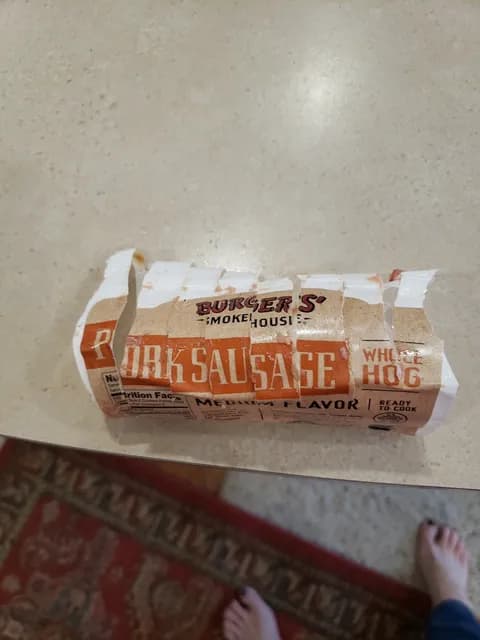 BURGERS'
SMOKEHOUSE
PORK SAUSAGE
WHOLE
HOG
Nutrition Facts
MEDIUM FLAVOR
READY
TO COOK